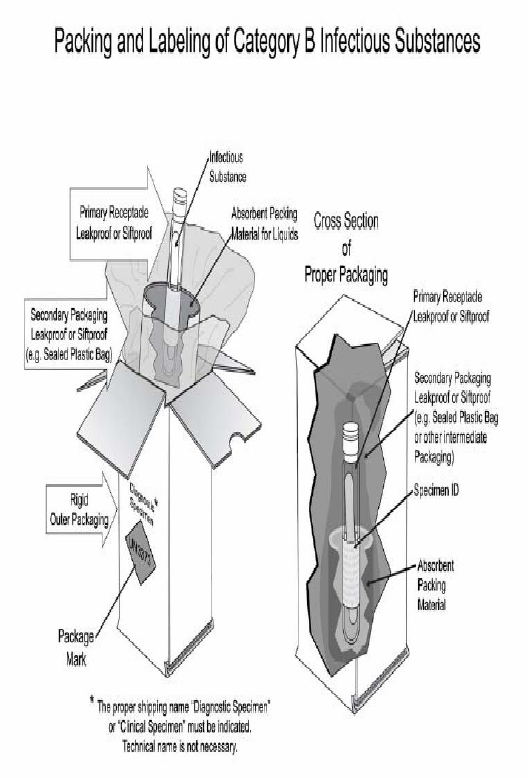 Packing and Labeling of Category B Infectious Substances
Infectious
Substance
Primary Receptacle
Leakproof or Siftproof
Absorbent Packing
Material for Liquids
Secondary Packaging
Leakproof or Siftproof
(e.g. Sealed Plastic Bag)
Rigid
Outer Packaging
Diagnostic *
Specimen
UN3373
Package
Mark
Cross Section
of
Proper Packaging
Primary Receptacle
Leakproof or Siftproof
Secondary Packaging
Leakproof or Siftproof
(e.g. Sealed Plastic Bag
or other intermediate
Packaging)
Specimen ID
Absorbent
Packing
Material
* The proper shipping name "Diagnostic Specimen"
or "Clinical Specimen" must be indicated.
Technical name is not necessary.